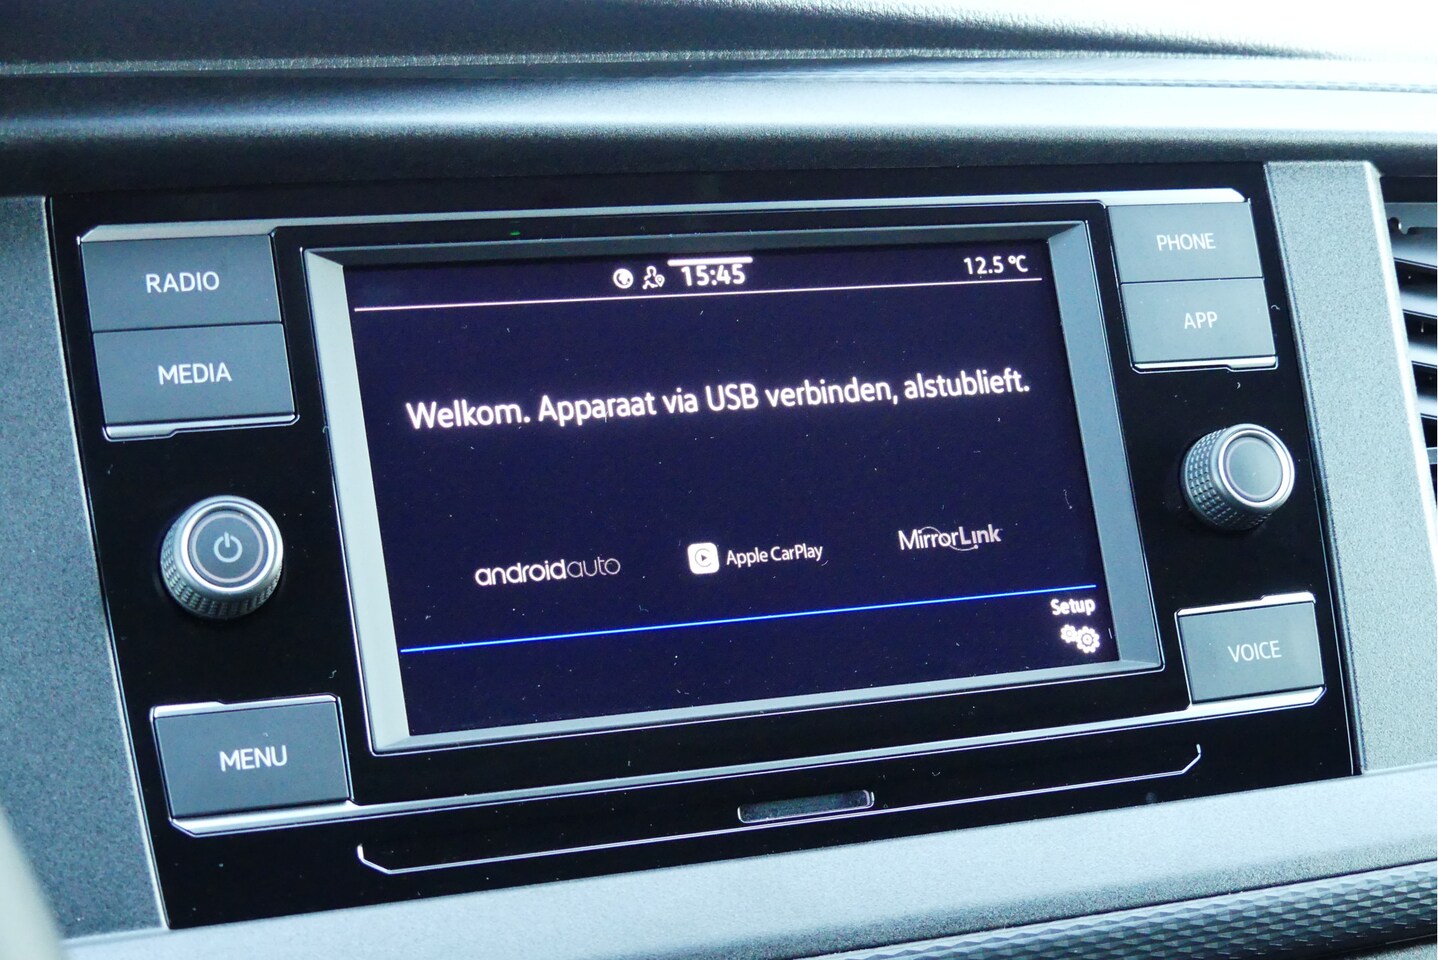 RADIO
MEDIA
MENU
15:45
12.5 °C
Welkom. Apparaat via USB verbinden, alstublieft.
androidauto
Apple CarPlay
MirrorLink
Setup
PHONE
APP
VOICE